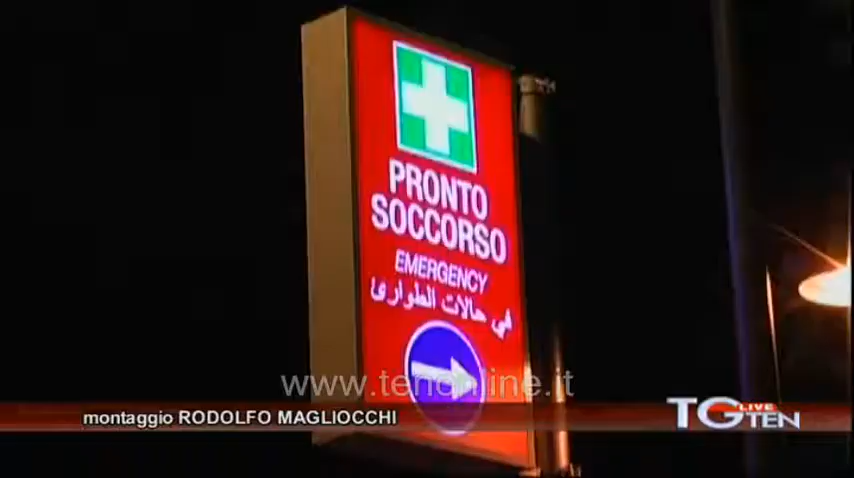 PRONTO
SOCCORSO
EMERGENCY
في حالات الطوارئ
www.tenonline.it
montaggio RODOLFO MAGLIOCCHI
TG LIVE TEN